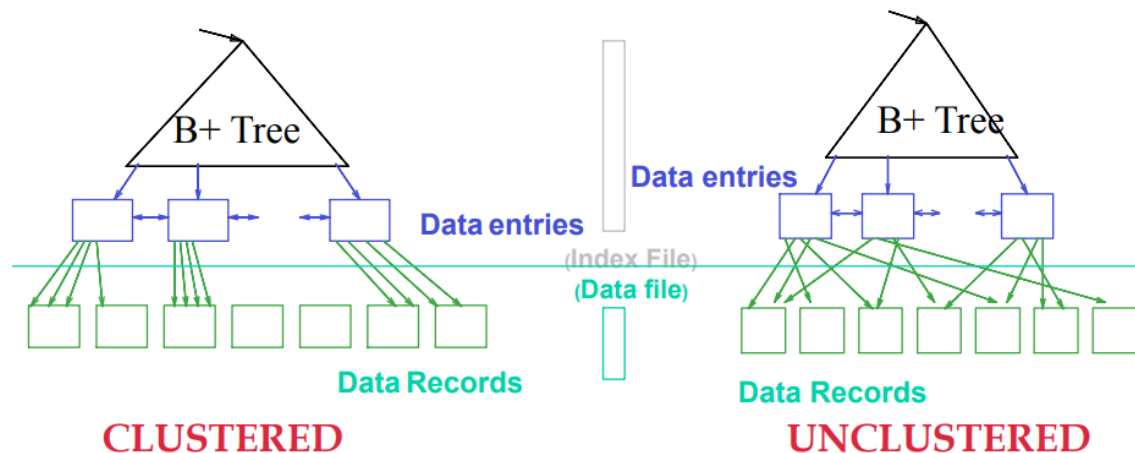 B+ Tree
Data entries
Data Records
CLUSTERED
(Index File)
(Data file)
B+ Tree
Data entries
Data Records
UNCLUSTERED